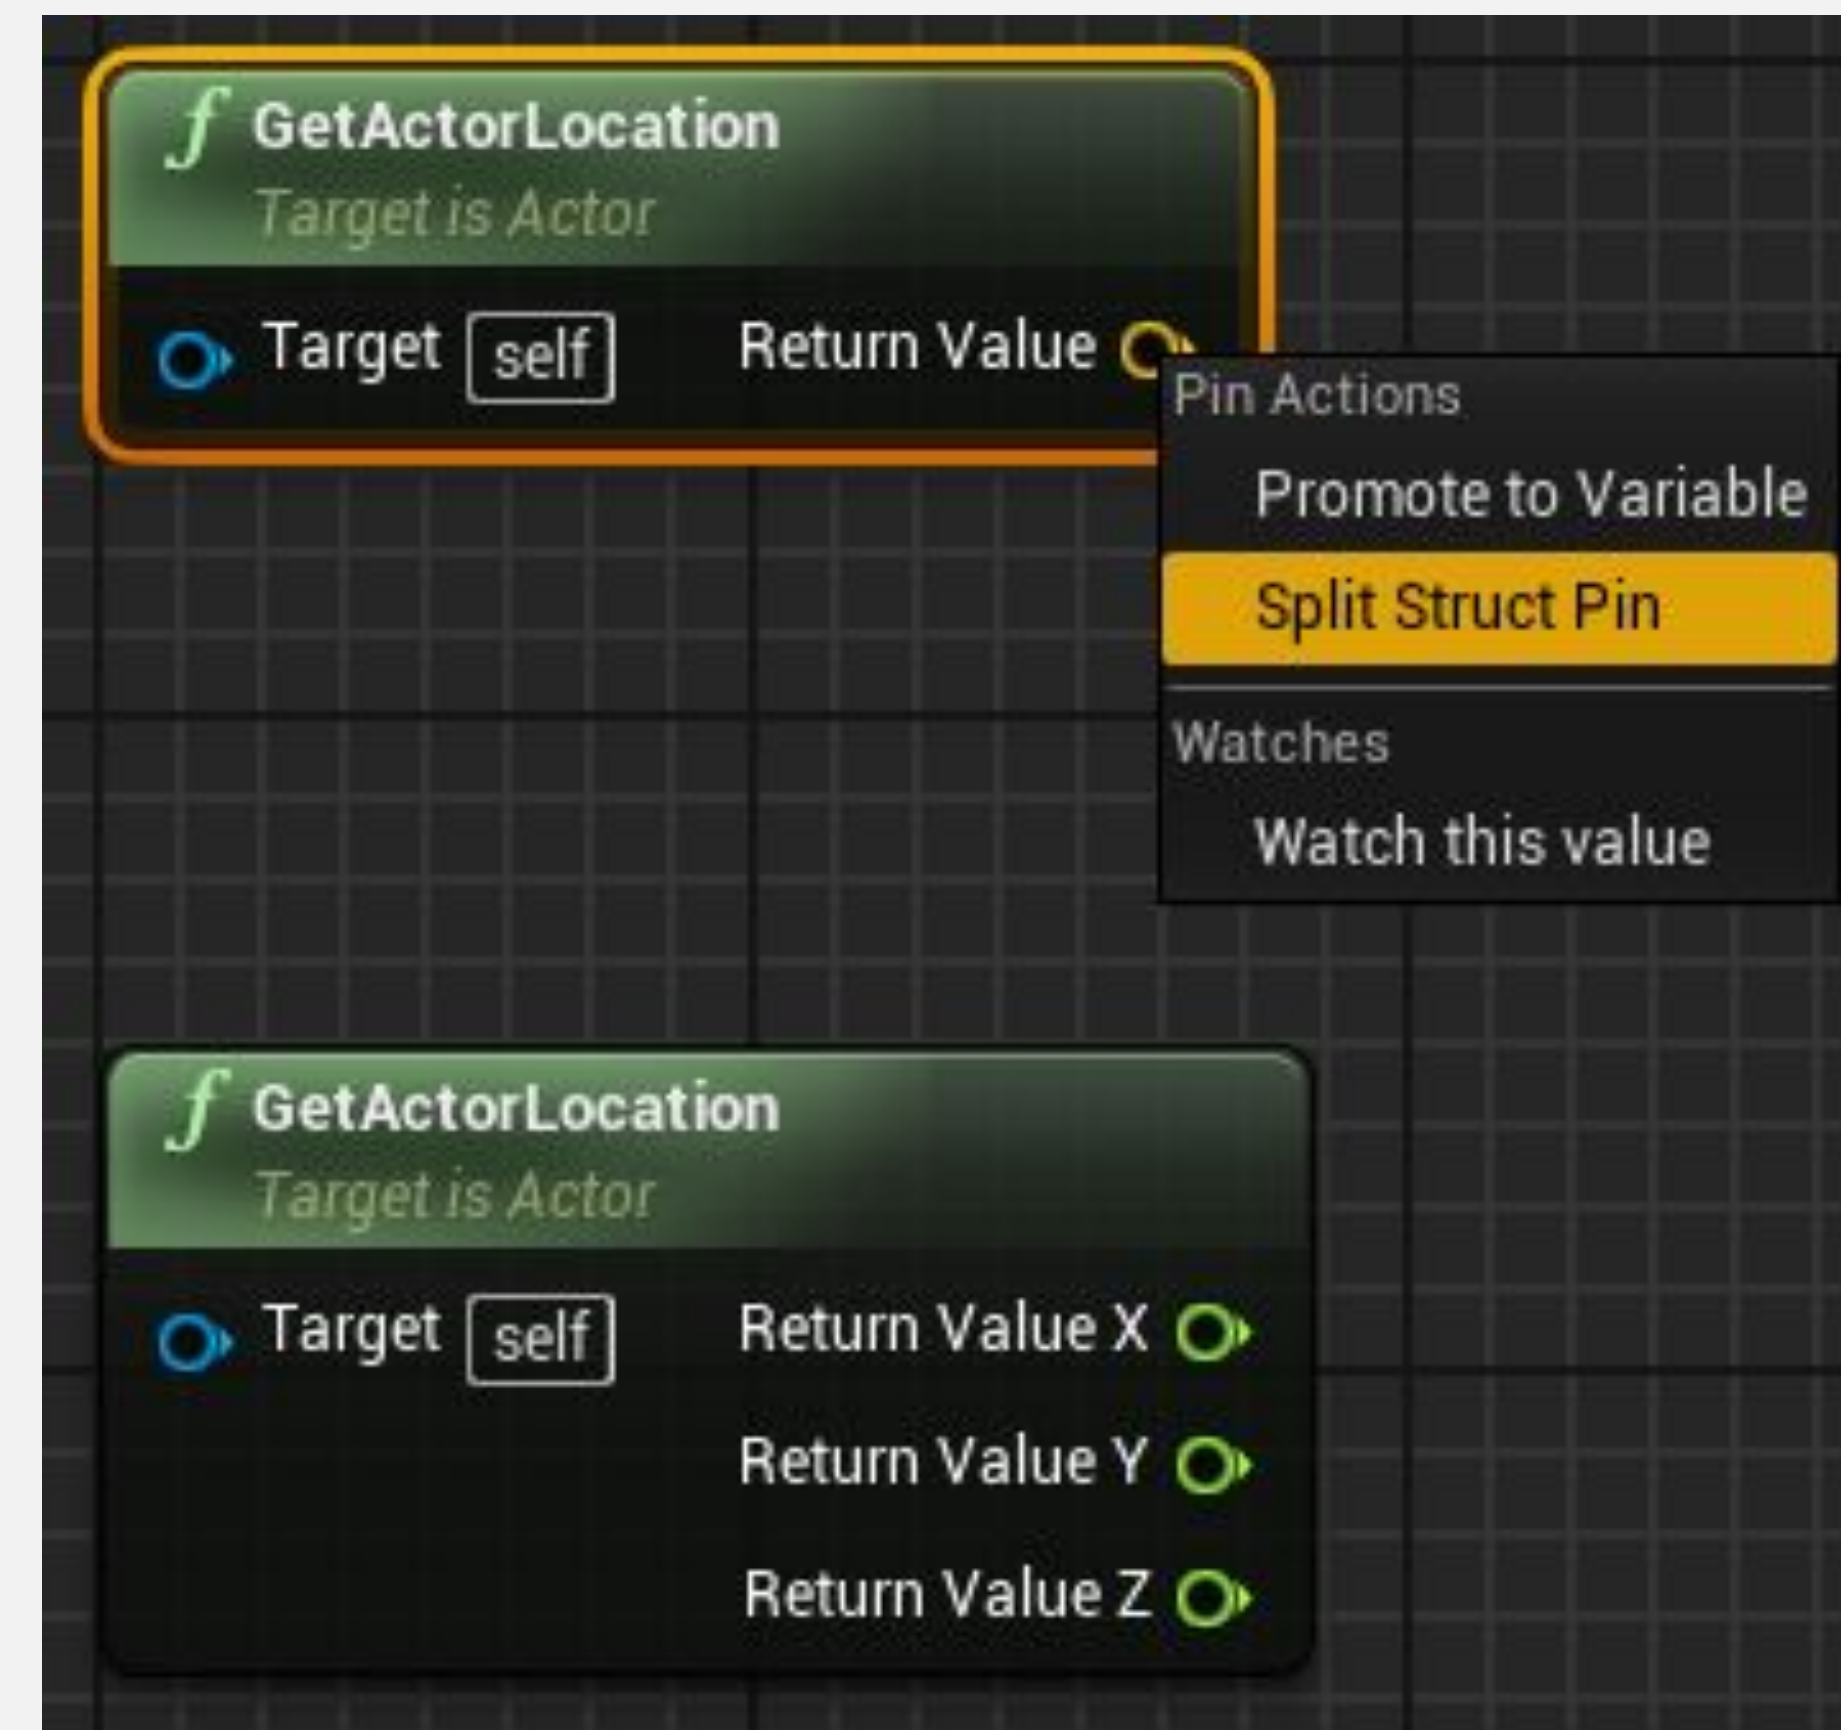 GetActorLocation
Target is Actor
Target self Return Value
Pin Actions
Promote to Variable
Split Struct Pin
Watches
Watch this value
GetActorLocation
Target is Actor
Target self Return Value X
Return Value Y
Return Value Z